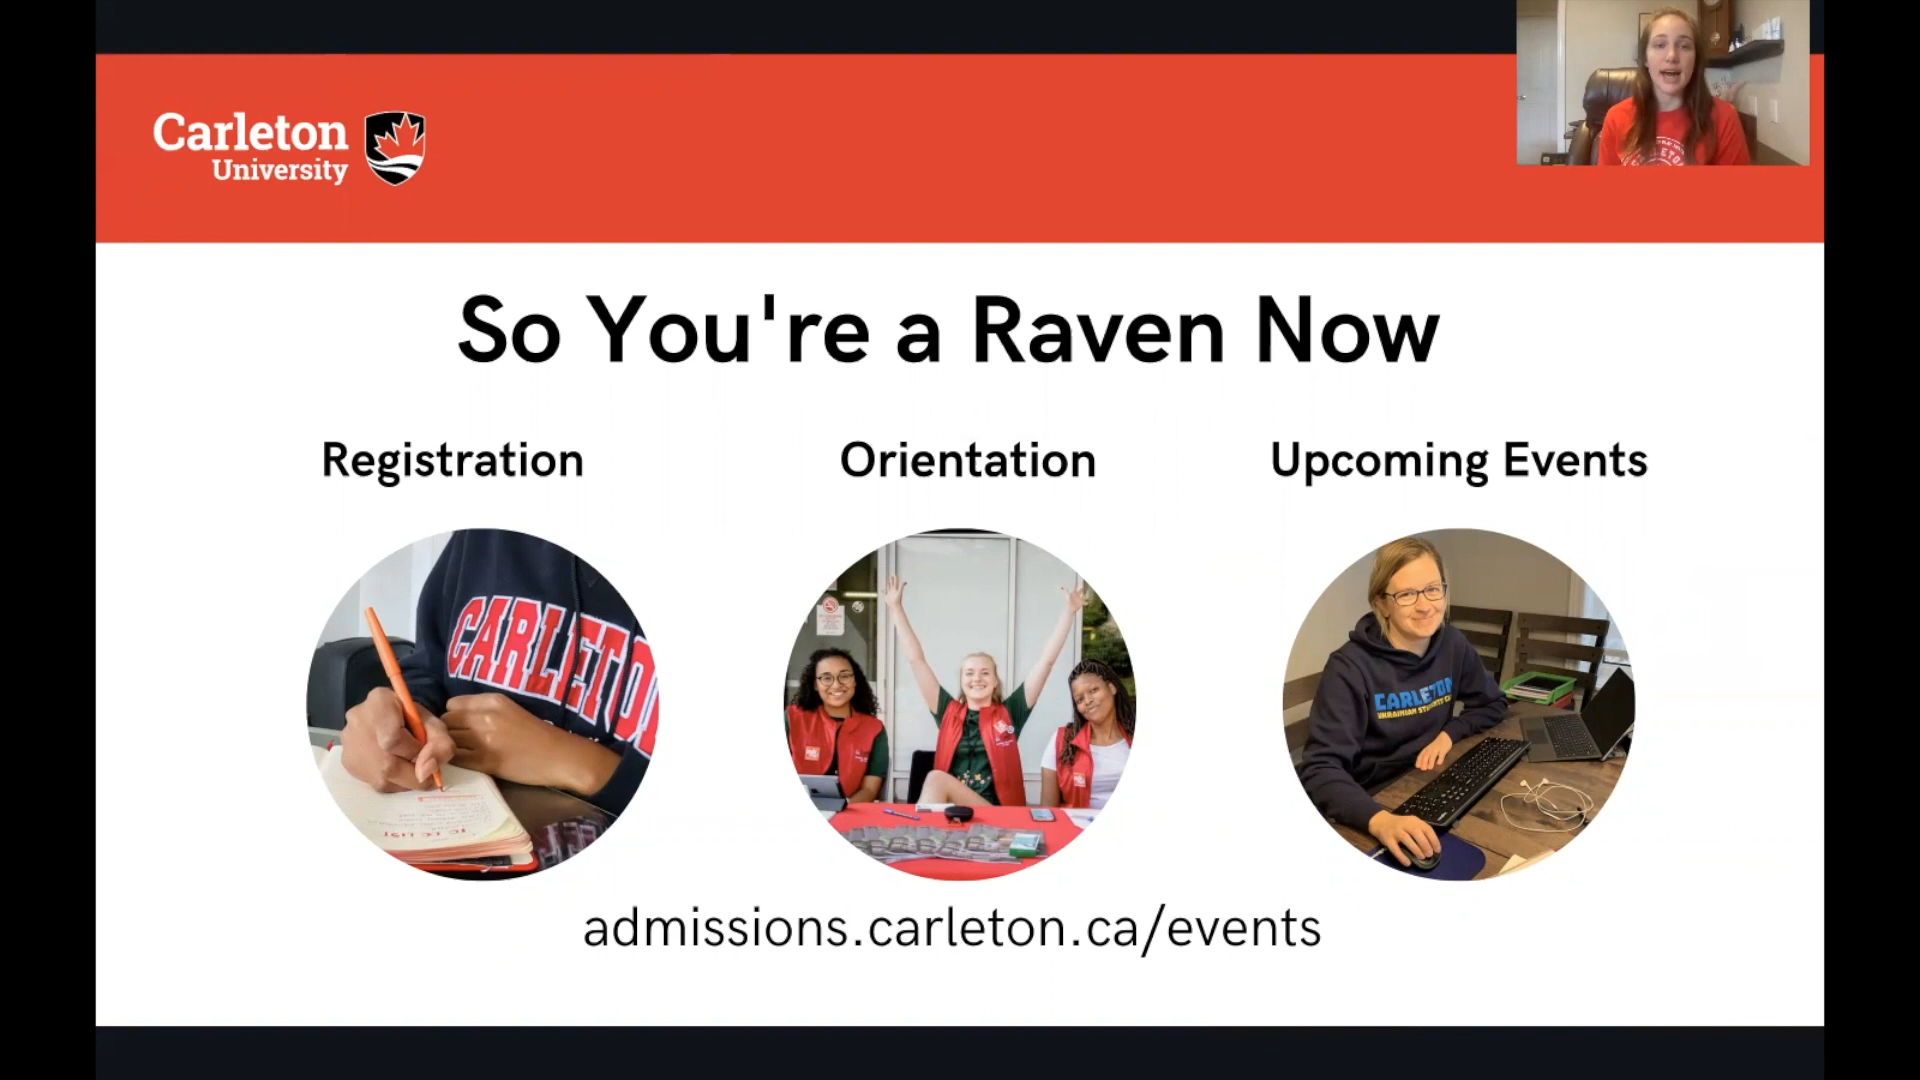 Carleton
University
So You're a Raven Now
Registration
Orientation
Upcoming Events
CARLETON
CARLETON
admissions.carleton.ca/events